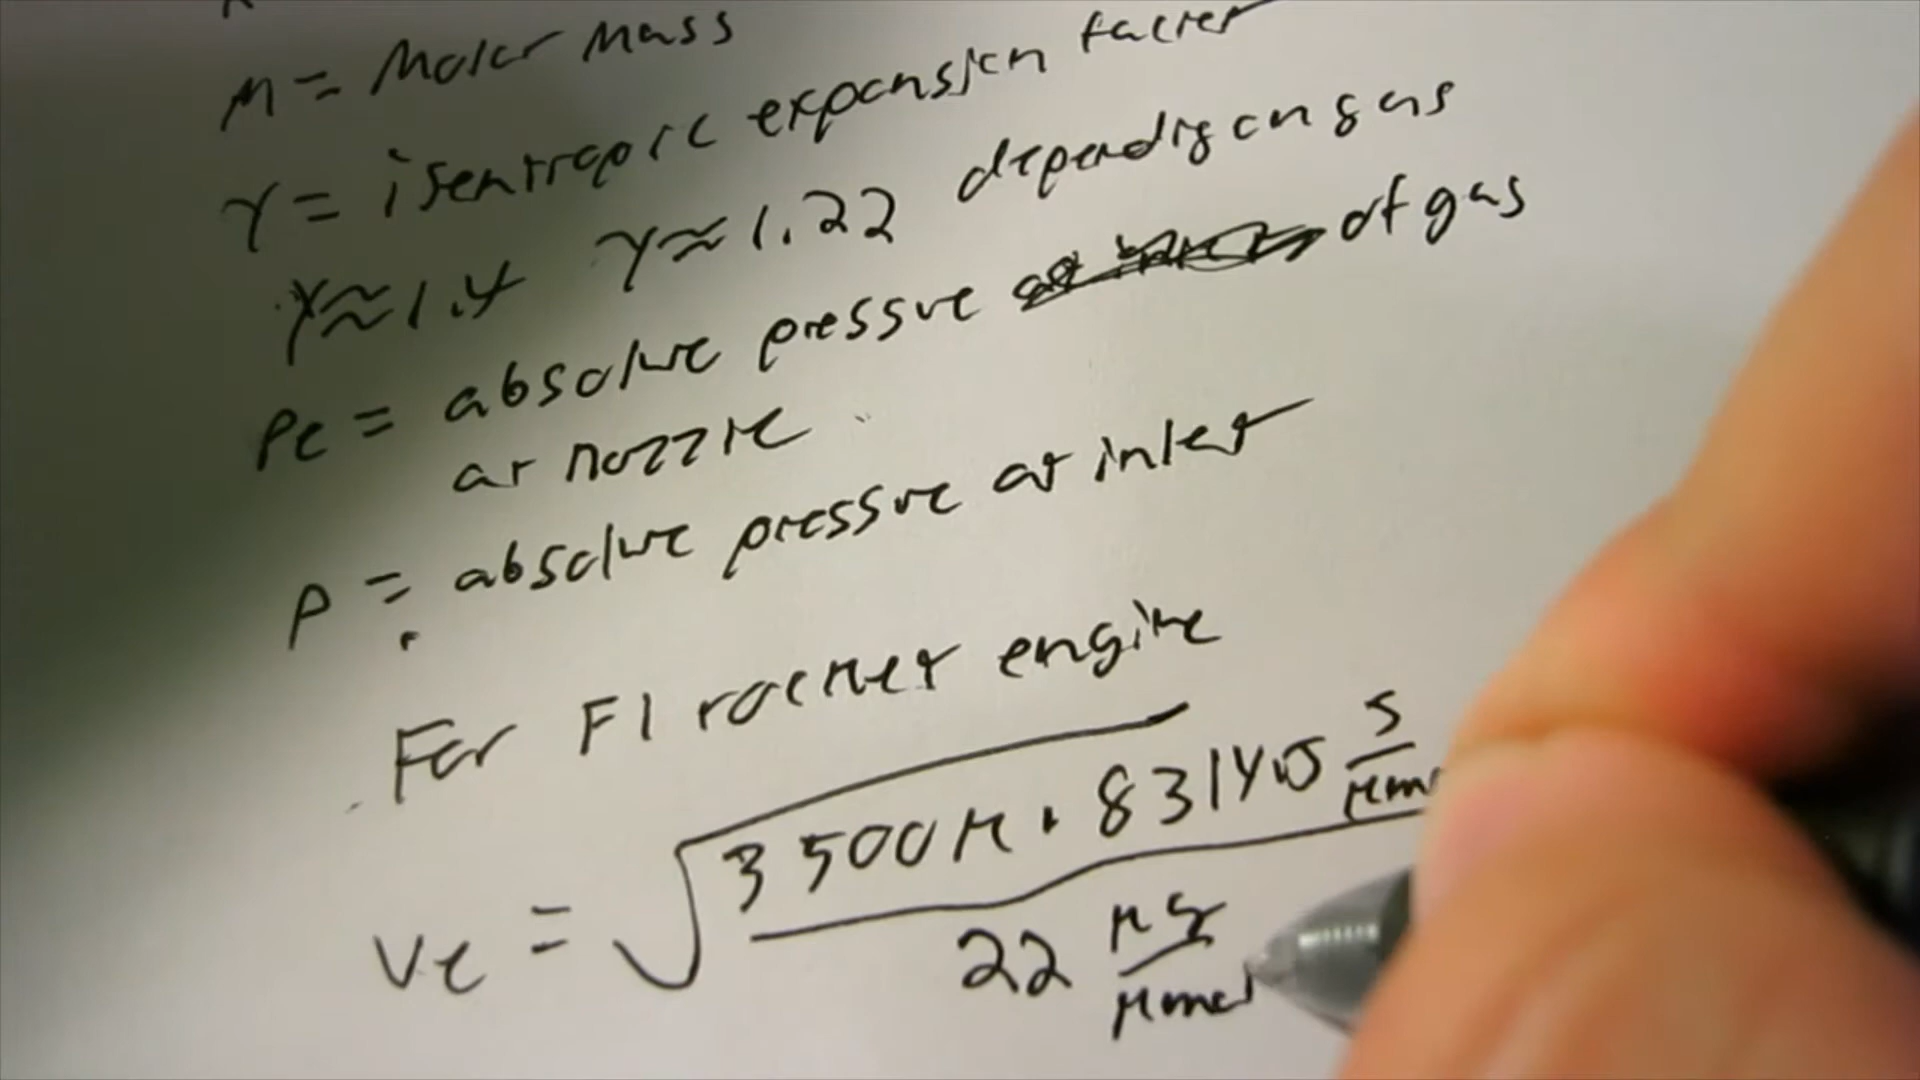 M = Molar Mass
γ = isentropic expansion factor
γ≈1.4 γ≈1.22 depending on gas
Pe = absolute pressure of gas
at nozzle
P = absolute pressure at inlet
For F1 rocket engine
Ve = √ 3500K · 8314.5 J/Kmo
22 Kg/Kmol